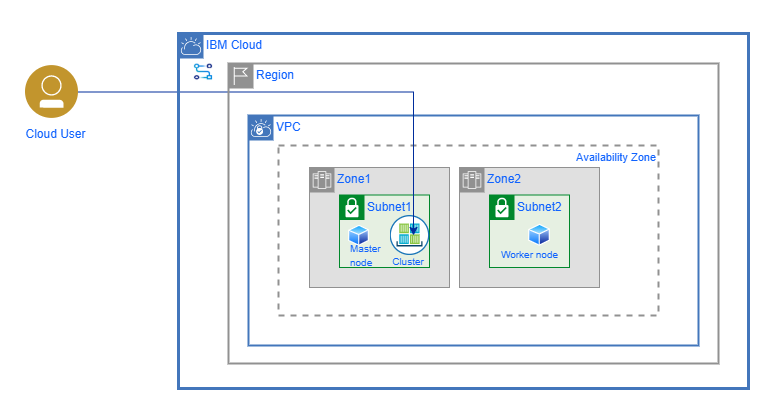 IBM Cloud
Region
Cloud User
VPC
Availability Zone
Zone1
Zone2
Subnet1
Subnet2
Master
node
Cluster
Worker node